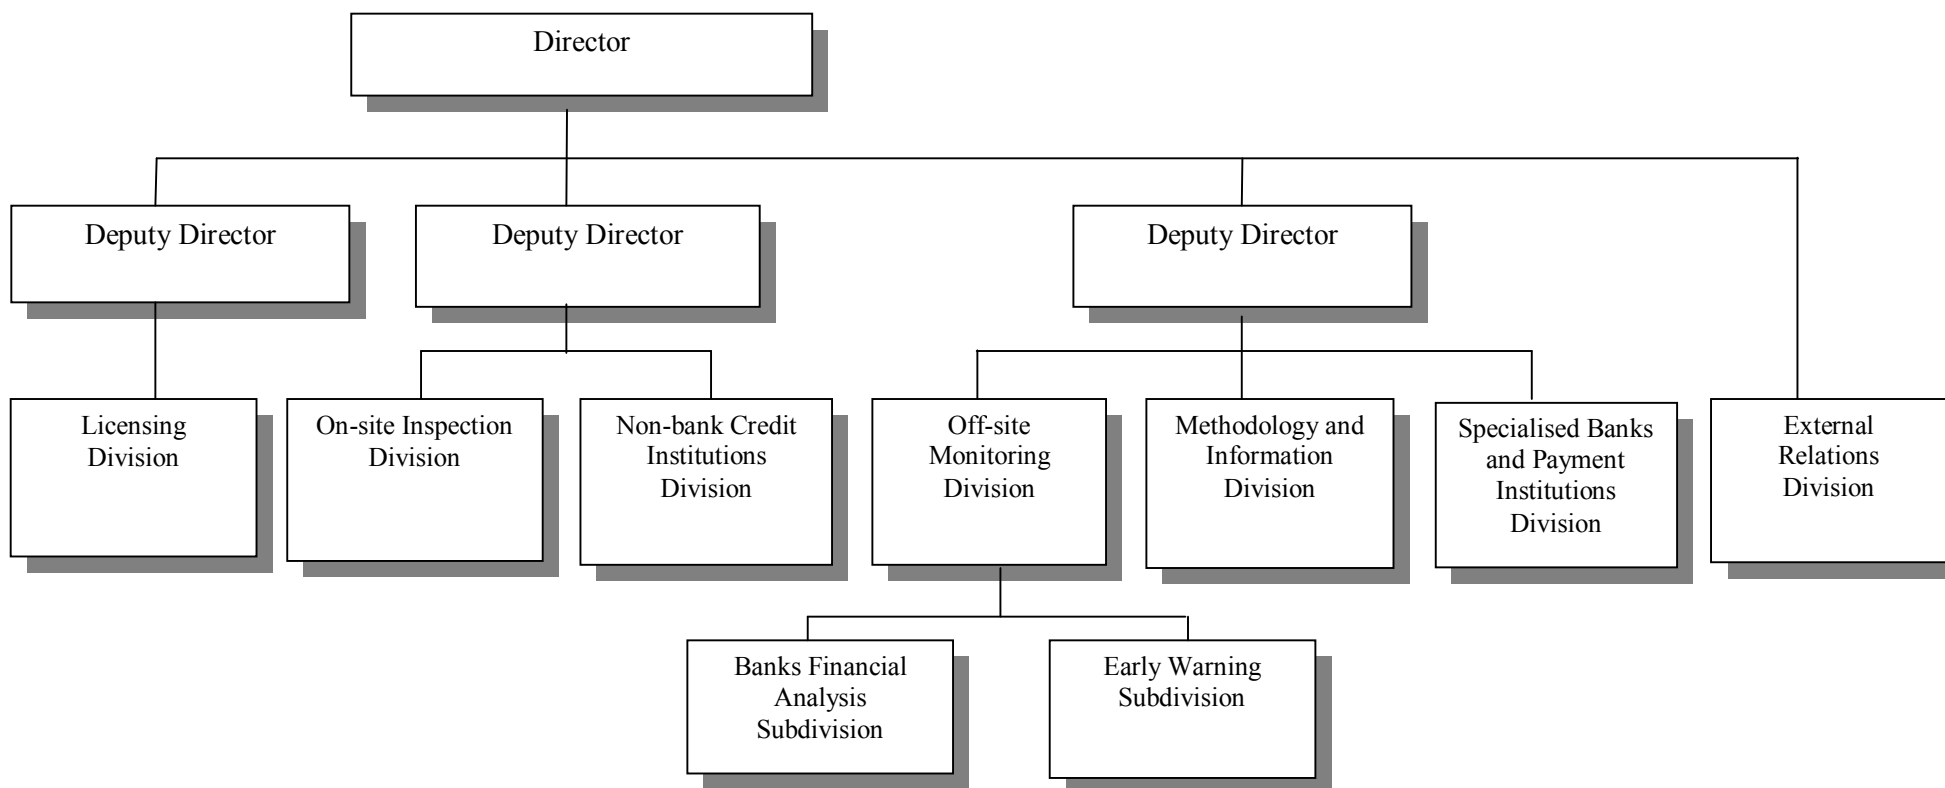 Director
Deputy Director
Deputy Director
Deputy Director
Licensing
Division
On-site Inspection
Division
Non-bank Credit
Institutions
Division
Off-site
Monitoring
Division
Methodology and
Information
Division
Specialised Banks
and Payment
Institutions
Division
External
Relations
Division
Banks Financial
Analysis
Subdivision
Early Warning
Subdivision